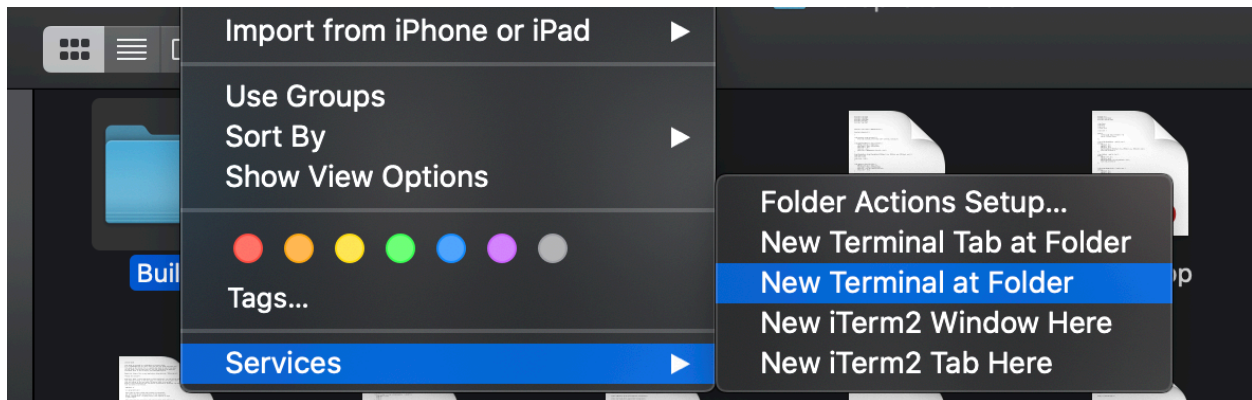 Import from iPhone or iPad
Use Groups
Sort By
Show View Options
Tags...
Services
Folder Actions Setup...
New Terminal Tab at Folder
New Terminal at Folder
New iTerm2 Window Here
New iTerm2 Tab Here